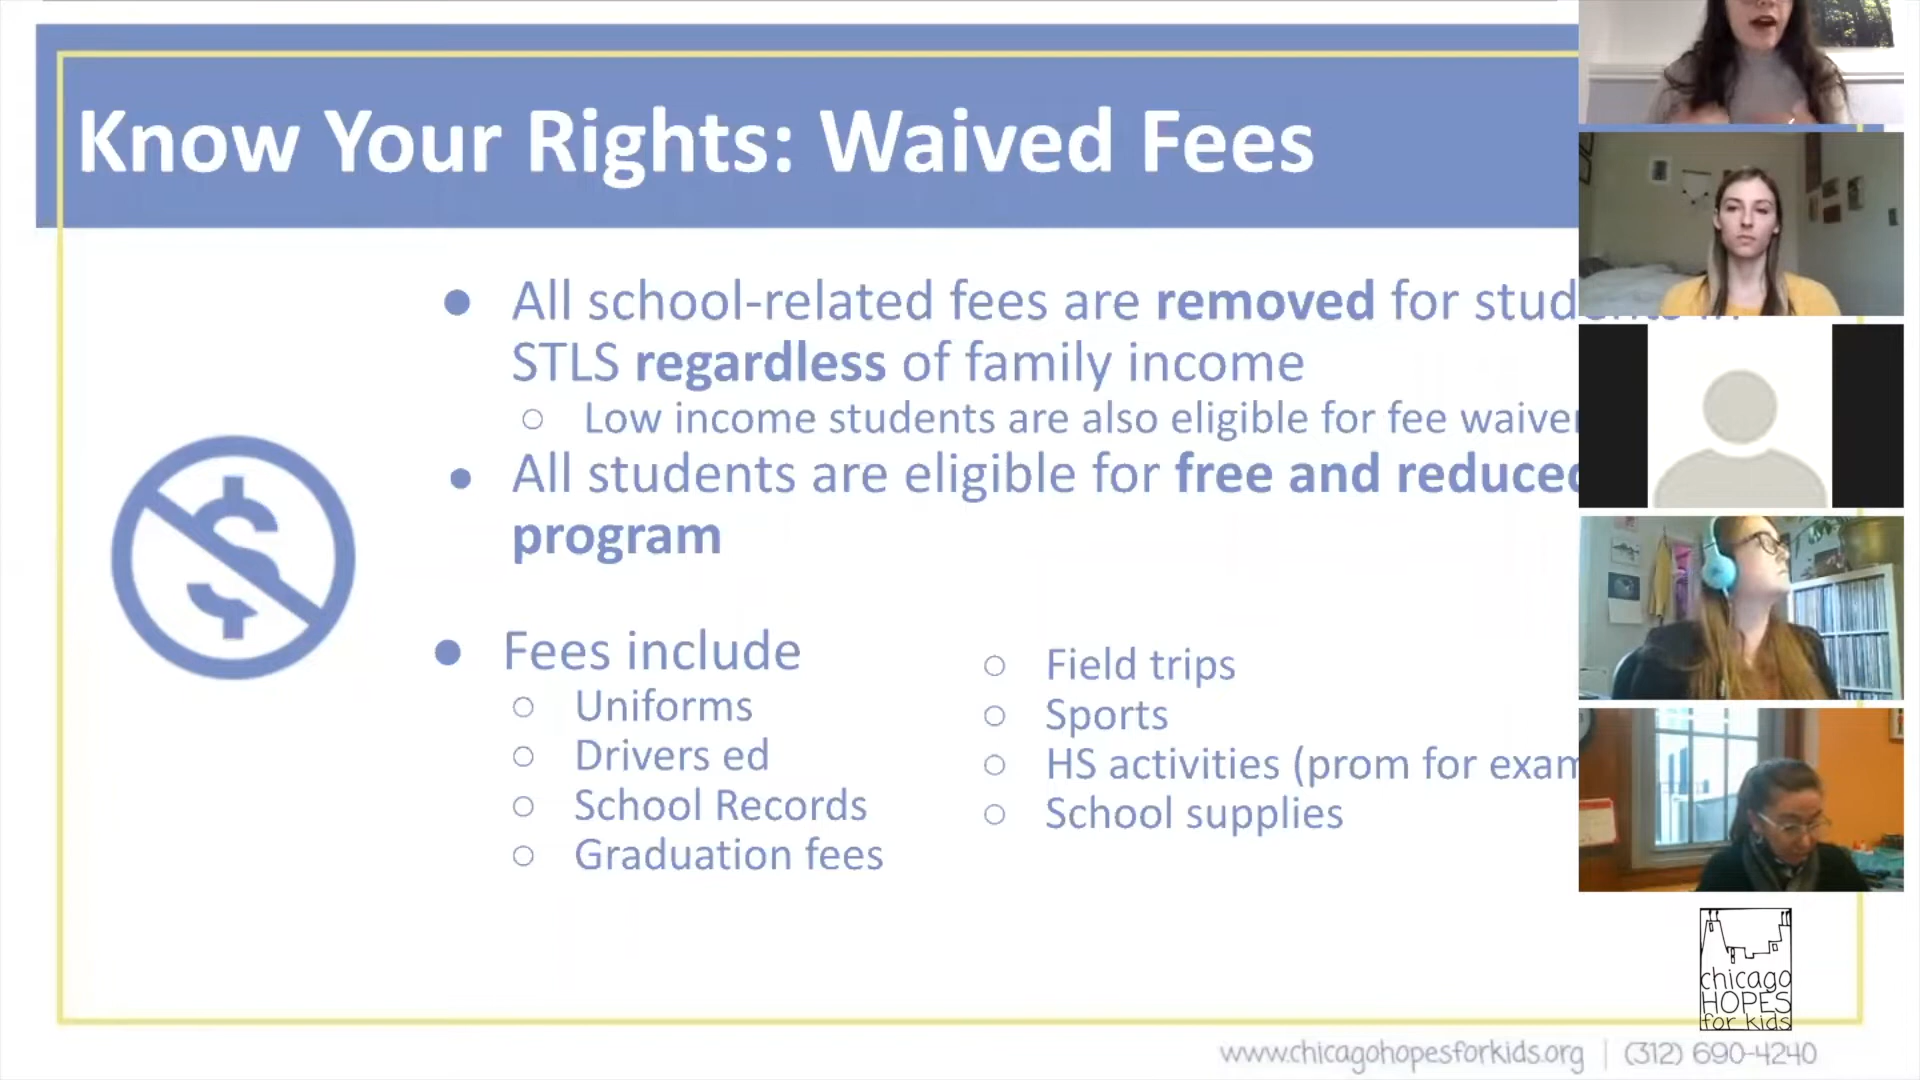 Know Your Rights: Waived Fees
All school-related fees are removed for students in
STLS regardless of family income
Low income students are also eligible for fee
All students are eligible for free and
program
Fees include
Uniforms
Drivers ed
School Records
Graduation fees
Field trips
Sports
HS activities (prom for
School supplies
chicago
HOPES
for kids
www.chicagohopesforkids.org | (312) 690-4240